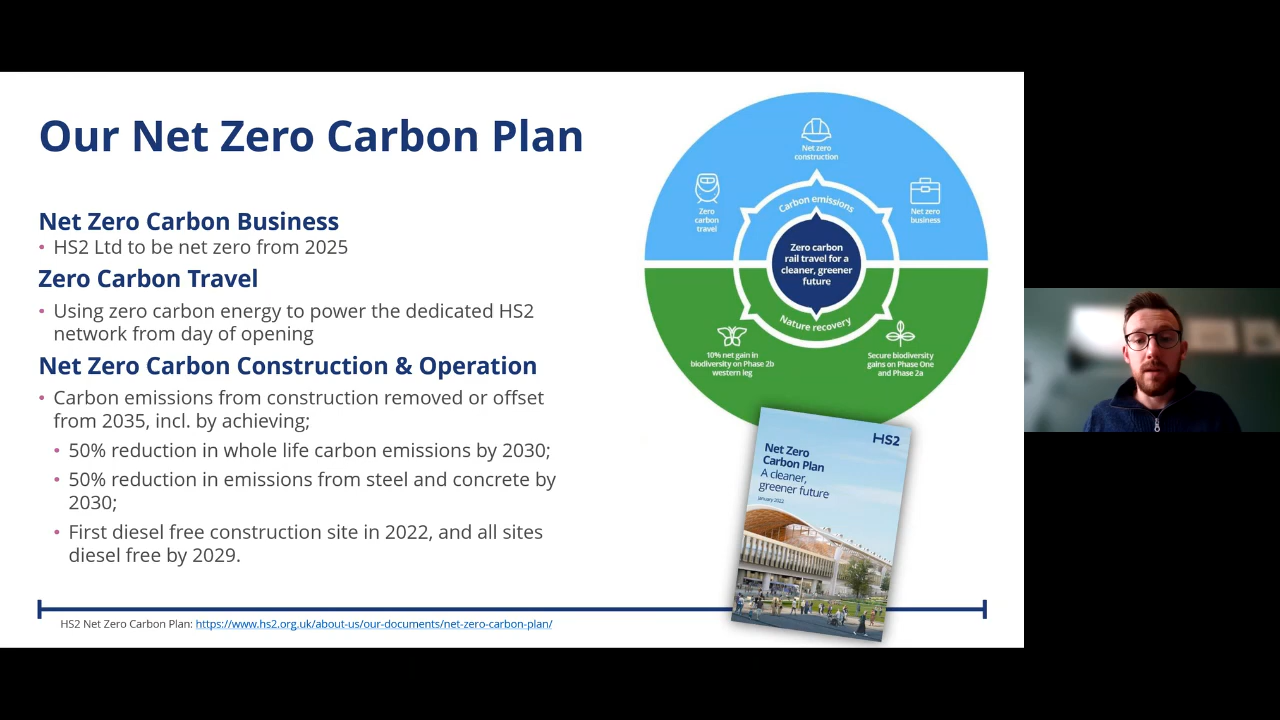 Our Net Zero Carbon Plan
Net Zero Carbon Business
• HS2 Ltd to be net zero from 2025
Zero Carbon Travel
• Using zero carbon energy to power the dedicated HS2
network from day of opening
Net Zero Carbon Construction & Operation
• Carbon emissions from construction removed or offset
from 2035, incl. by achieving;
• 50% reduction in whole life carbon emissions by 2030;
• 50% reduction in emissions from steel and concrete by
2030;
• First diesel free construction site in 2022, and all sites
diesel free by 2029.
HS2 Net Zero Carbon Plan: https://www.hs2.org.uk/about-us/our-documents/net-zero-carbon-plan/
Net zero
construction
Zero
carbon
travel
Net zero
business
Carbon emissions
Zero carbon
rail travel for a
cleaner, greener
future
Nature recovery
10% net gain in
biodiversity on Phase 2b
western leg
Secure biodiversity
gains on Phase One
and Phase 2a
HS2
Net Zero
Carbon Plan
A cleaner,
greener future
January 2022